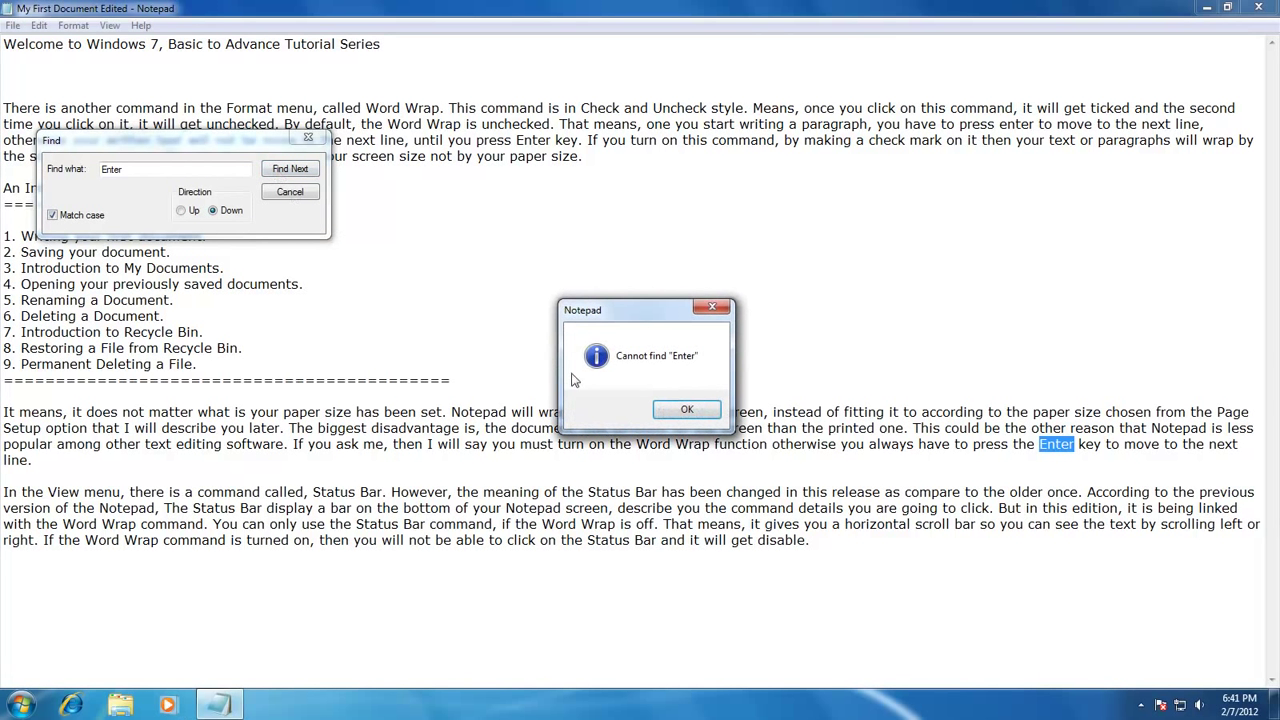 My First Document Edited - Notepad
File Edit Format View Help
Welcome to Windows 7, Basic to Advance Tutorial Series
There is another command in the Format menu, called Word Wrap. This command is in Check and Uncheck style. Means, once you click on this command, it will get ticked and the second
time you click on it, it will get unchecked. By default, the Word Wrap is unchecked. That means, one you start writing a paragraph, you have to press enter to move to the next line,
other your written text will not be the next line, until you press Enter key. If you turn on this command, by making a check mark on it then your text or paragraphs will wrap by
the s our screen size not by your paper size.
Find
Find what: Enter Find Next
Cancel
Direction
Up Down
Match case
An In
===
1. Writing your first document.
2. Saving your document.
3. Introduction to My Documents.
4. Opening your previously saved documents.
5. Renaming a Document.
6. Deleting a Document.
7. Introduction to Recycle Bin.
8. Restoring a File from Recycle Bin.
9. Permanent Deleting a File.
===========================================
Notepad
Cannot find "Enter"
OK
It means, it does not matter what is your paper size has been set. Notepad will wra een, instead of fitting it to according to the paper size chosen from the Page
Setup option that I will describe you later. The biggest disadvantage is, the docum reen than the printed one. This could be the other reason that Notepad is less
popular among other text editing software. If you ask me, then I will say you must turn on the Word Wrap function otherwise you always have to press the Enter key to move to the next
line.
In the View menu, there is a command called, Status Bar. However, the meaning of the Status Bar has been changed in this release as compare to the older once. According to the previous
version of the Notepad, The Status Bar display a bar on the bottom of your Notepad screen, describe you the command details you are going to click. But in this edition, it is being linked
with the Word Wrap command. You can only use the Status Bar command, if the Word Wrap is off. That means, it gives you a horizontal scroll bar so you can see the text by scrolling left or
right. If the Word Wrap command is turned on, then you will not be able to click on the Status Bar and it will get disable.
6:41 PM
2/7/2012